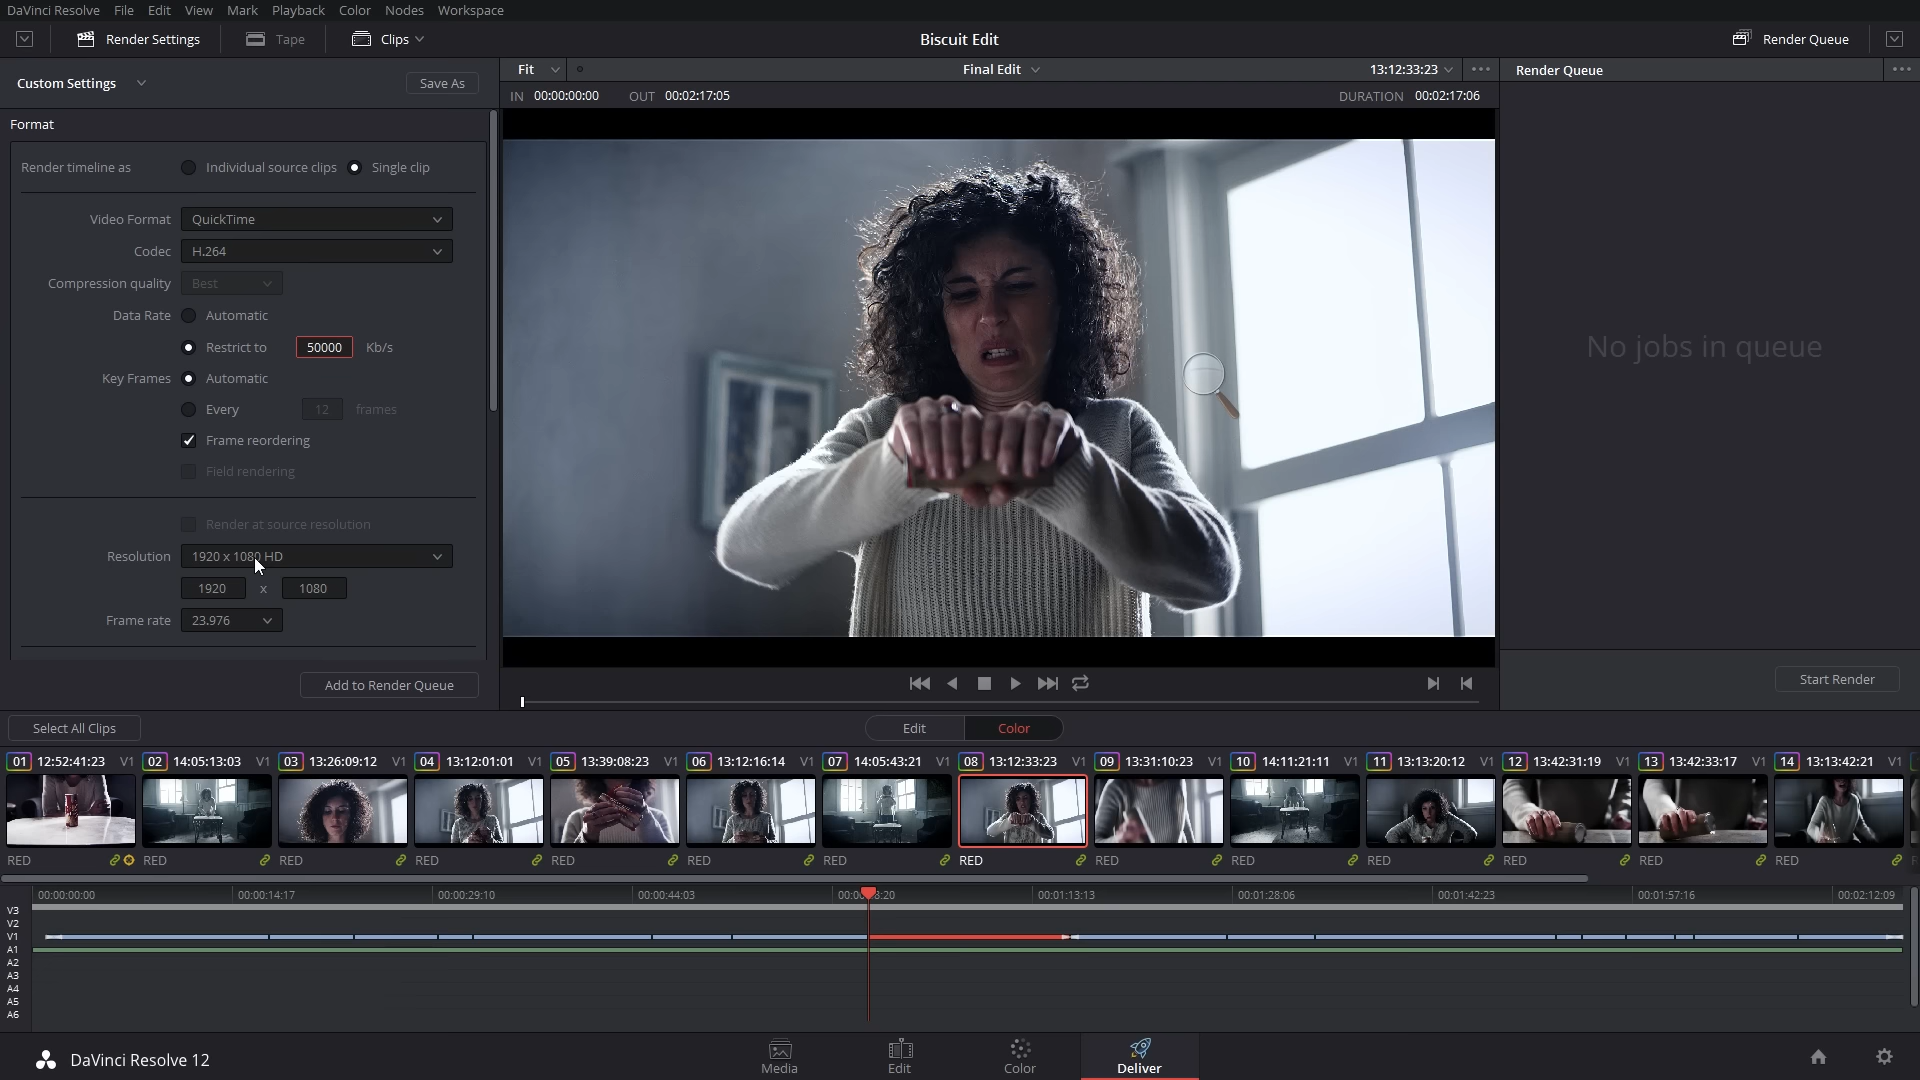 DaVinci Resolve File Edit View Mark Playback Color Nodes Workspace
Render Settings Tape Clips Biscuit Edit Render Queue
Custom Settings Save As Fit Final Edit 13:12:33:23 Render Queue
IN 00:00:00:00 OUT 00:02:17:05 DURATION 00:02:17:06
Format
Render timeline as Individual source clips Single clip
Video Format QuickTime
Codec H.264
Compression quality Best
Data Rate Automatic
Restrict to 50000 Kb/s
No jobs in queue
Key Frames Automatic
Every 12 frames
Frame reordering
Field rendering
Render at source resolution
Resolution 1920 x 1080 HD
1920 x 1080
Frame rate 23.976
Add to Render Queue
Start Render
Select All Clips Edit Color
01 12:52:41:23 V1 02 14:05:13:03 V1 03 13:26:09:12 V1 04 13:12:01:01 V1 05 13:39:08:23 V1 06 13:12:16:14 V1 07 14:05:43:21 V1 08 13:12:33:23 V1 09 13:31:10:23 V1 10 14:11:21:11 V1 11 13:13:20:12 V1 12 13:42:31:19 V1 13 13:42:33:17 V1 14 13:13:42:21 V1
RED RED RED RED RED RED RED RED RED RED RED RED RED RED
00:00:00:00 00:00:14:17 00:00:29:10 00:00:44:03 00:01:13:13 00:01:28:06 00:01:42:23 00:01:57:16 00:02:12:09
V3
V2
V1
A1
A2
A3
A4
A5
A6
DaVinci Resolve 12 Media Edit Color Deliver